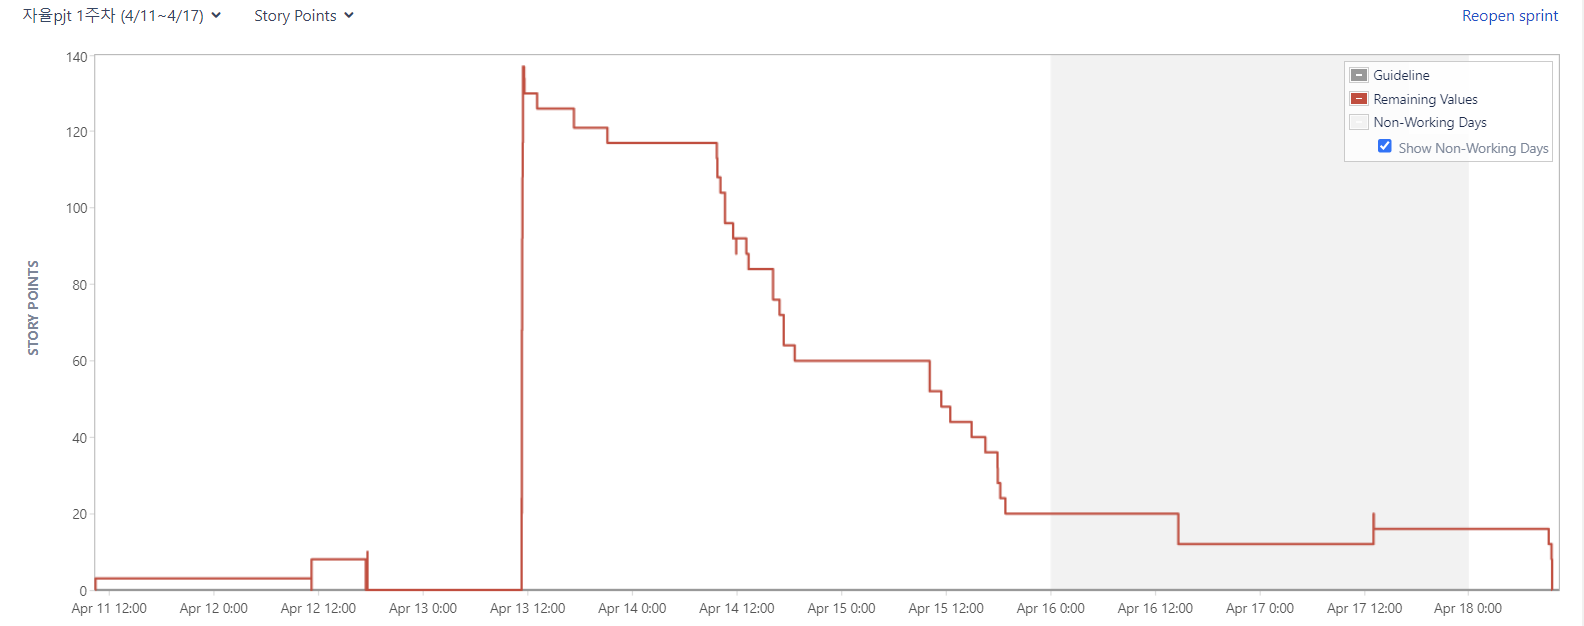 자율pjt 1주차 (4/11~4/17) Story Points Reopen sprint
Guideline
Remaining Values
Non-Working Days
Show Non-Working Days
STORY POINTS
140
120
100
80
60
40
20
0
Apr 11 12:00 Apr 12 0:00 Apr 12 12:00 Apr 13 0:00 Apr 13 12:00 Apr 14 0:00 Apr 14 12:00 Apr 15 0:00 Apr 15 12:00 Apr 16 0:00 Apr 16 12:00 Apr 17 0:00 Apr 17 12:00 Apr 18 0:00